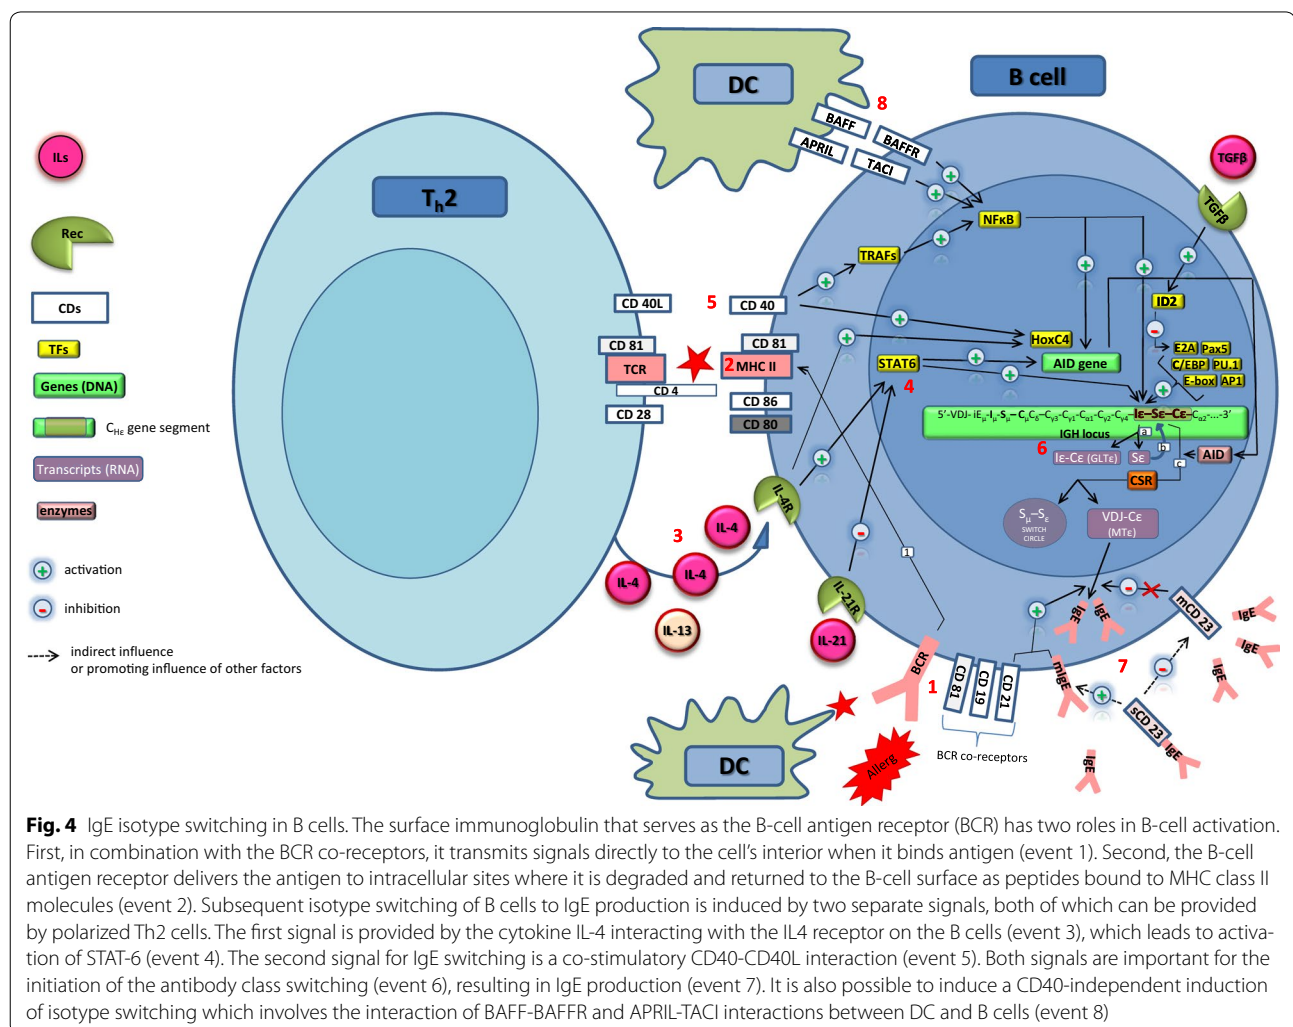 DC
B cell
8
BAFF
BAFFR
APRIL
TACI
ILs
TGFβ
TGFβ
Th2
Rec
NFκB
TRAFs
ID2
CDs
CD 40L
5
CD 40
HoxC4
E2A
Pax5
TFs
CD 81
CD 81
C/EBP
PU.1
TCR
2
MHC II
STAT6
AID gene
E-box
AP1
Genes (DNA)
CD 4
4
CD 28
CD 86
CD 80
5'-VDJ- iEμ-Iμ-Sμ–CμCδ–Cγ3-Cγ1-Cα1-Cγ2-Cγ4–Iε–Sε–Cε–Cα2-...-3'
IGH locus
CHε gene segment
6
Iε-Cε (GLTε)
Sε
a
b
c
AID
Transcripts (RNA)
CSR
IL-4R
enzymes
Sμ–Sε
SWITCH
CIRCLE
VDJ-Cε
(MTε)
IL-4
3
1
activation
IL-4
IL-4
inhibition
IL-21R
IgE
IgE
mCD 23
IgE
IL-13
IL-21
indirect influence
or promoting influence of other factors
BCR
1
CD 81
CD 19
CD 21
mIgE
7
IgE
IgE
sCD 23
IgE
BCR co-receptors
IgE
DC
Allerg
Fig. 4 IgE isotype switching in B cells. The surface immunoglobulin that serves as the B-cell antigen receptor (BCR) has two roles in B-cell activation.
First, in combination with the BCR co-receptors, it transmits signals directly to the cell's interior when it binds antigen (event 1). Second, the B-cell
antigen receptor delivers the antigen to intracellular sites where it is degraded and returned to the B-cell surface as peptides bound to MHC class II
molecules (event 2). Subsequent isotype switching of B cells to IgE production is induced by two separate signals, both of which can be provided
by polarized Th2 cells. The first signal is provided by the cytokine IL-4 interacting with the IL4 receptor on the B cells (event 3), which leads to activa-
tion of STAT-6 (event 4). The second signal for IgE switching is a co-stimulatory CD40-CD40L interaction (event 5). Both signals are important for the
initiation of the antibody class switching (event 6), resulting in IgE production (event 7). It is also possible to induce a CD40-independent induction
of isotype switching which involves the interaction of BAFF-BAFFR and APRIL-TACI interactions between DC and B cells (event 8)